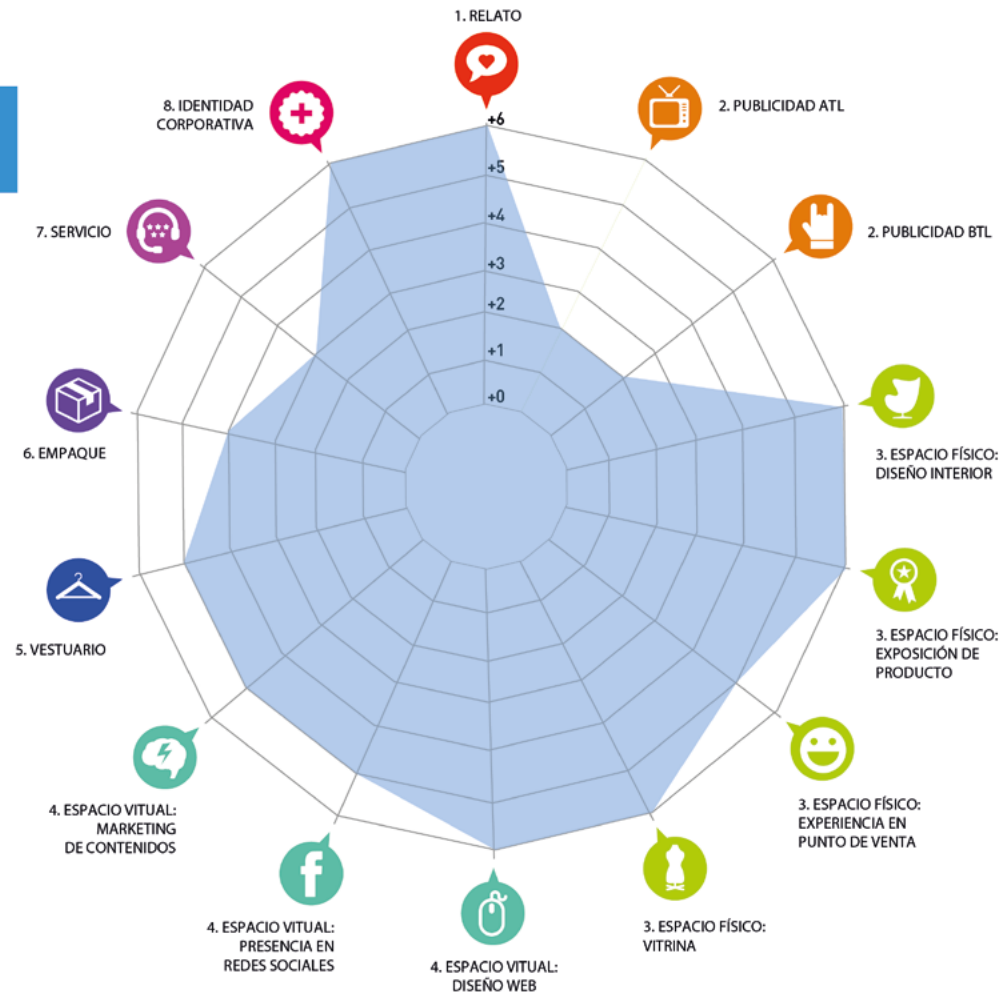 1. RELATO
2. PUBLICIDAD ATL
2. PUBLICIDAD BTL
3. ESPACIO FÍSICO:
DISEÑO INTERIOR
3. ESPACIO FÍSICO:
EXPOSICIÓN DE
PRODUCTO
3. ESPACIO FÍSICO:
EXPERIENCIA EN
PUNTO DE VENTA
3. ESPACIO FÍSICO:
VITRINA
4. ESPACIO VITUAL:
DISEÑO WEB
4. ESPACIO VITUAL:
PRESENCIA EN
REDES SOCIALES
4. ESPACIO VITUAL:
MARKETING
DE CONTENIDOS
5. VESTUARIO
6. EMPAQUE
7. SERVICIO
8. IDENTIDAD
CORPORATIVA
+6
+5
+4
+3
+2
+1
+0
f